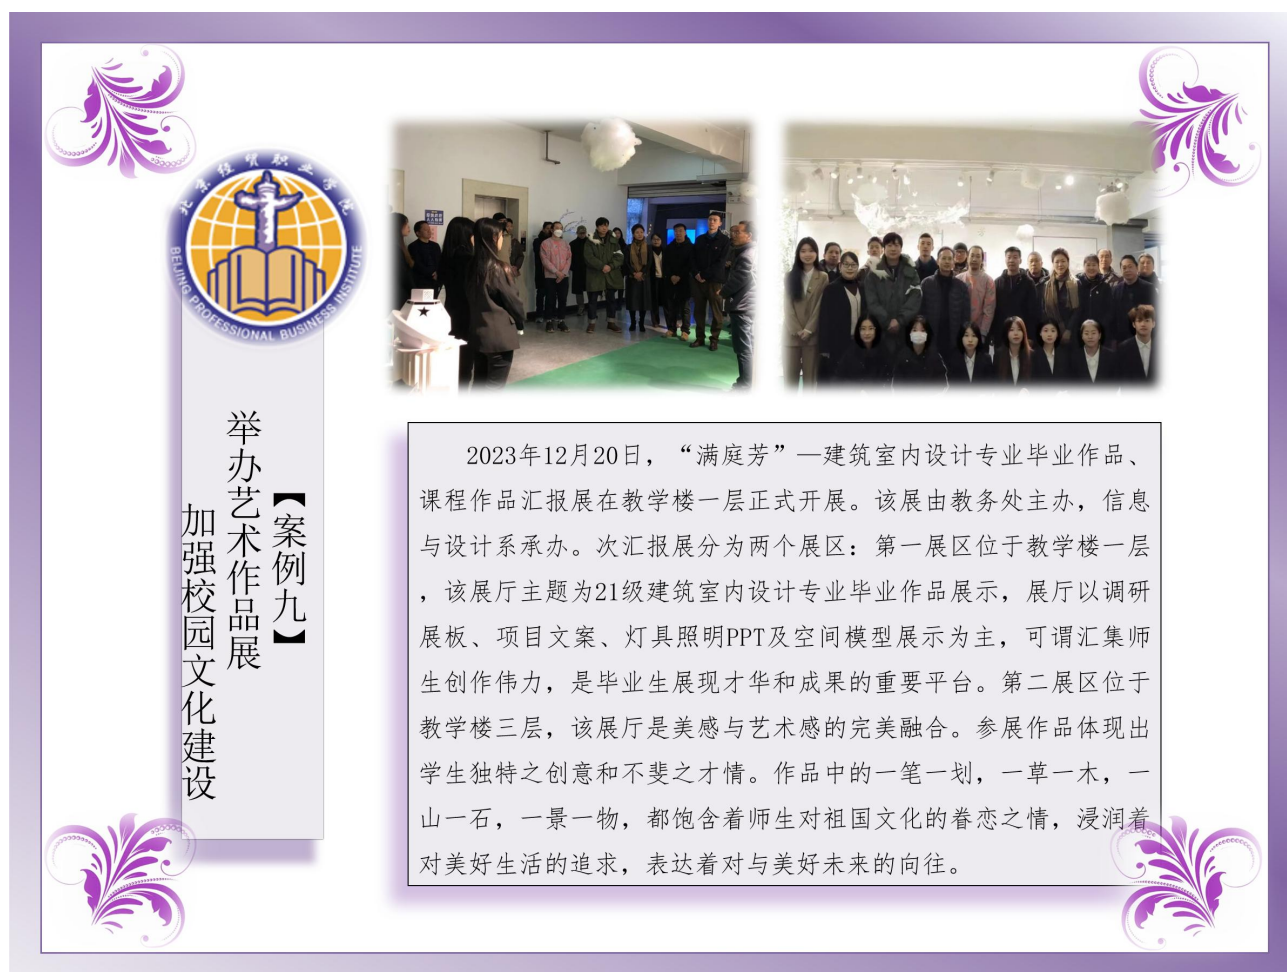 北京经贸职业学院
BEIJING PROFESSIONAL BUSINESS INSTITUTE
【案例九】
举办艺术作品展
加强校园文化建设
2023年12月20日，“满庭芳”—建筑室内设计专业毕业作品、
课程作品汇报展在教学楼一层正式开展。该展由教务处主办，信息
与设计系承办。次汇报展分为两个展区：第一展区位于教学楼一层
，该展厅主题为21级建筑室内设计专业毕业作品展示，展厅以调研
展板、项目文案、灯具照明PPT及空间模型展示为主，可谓汇集师
生创作伟力，是毕业生展现才华和成果的重要平台。第二展区位于
教学楼三层，该展厅是美感与艺术感的完美融合。参展作品体现出
学生独特之创意和不斐之才情。作品中的一笔一划，一草一木，一
山一石，一景一物，都饱含着师生对祖国文化的眷恋之情，浸润着
对美好生活的追求，表达着对与美好未来的向往。